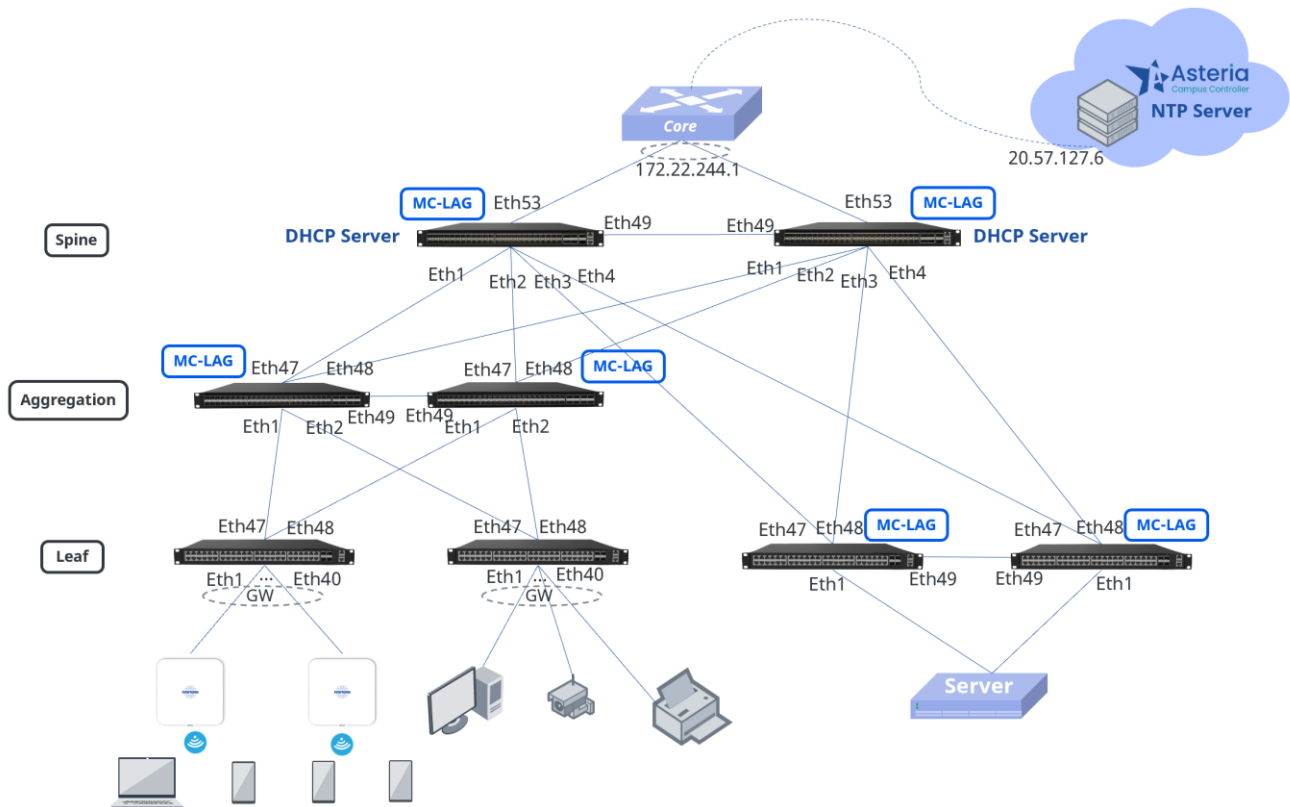 Asteria
Campus Controller
NTP Server
20.57.127.6
Core
172.22.244.1
MC-LAG
Eth53
Eth53
MC-LAG
Spine
DHCP Server
Eth49
Eth49
DHCP Server
Eth1
Eth2
Eth3
Eth4
Eth1
Eth2
Eth3
Eth4
MC-LAG
Eth47
Eth48
Eth47
Eth48
MC-LAG
Aggregation
Eth49
Eth49
Eth1
Eth2
Eth1
Eth2
Leaf
Eth47
Eth48
Eth47
Eth48
Eth47
Eth48
MC-LAG
Eth47
Eth48
MC-LAG
Eth1
...
Eth40
GW
Eth1
...
Eth40
GW
Eth1
Eth49
Eth49
Eth1
Server